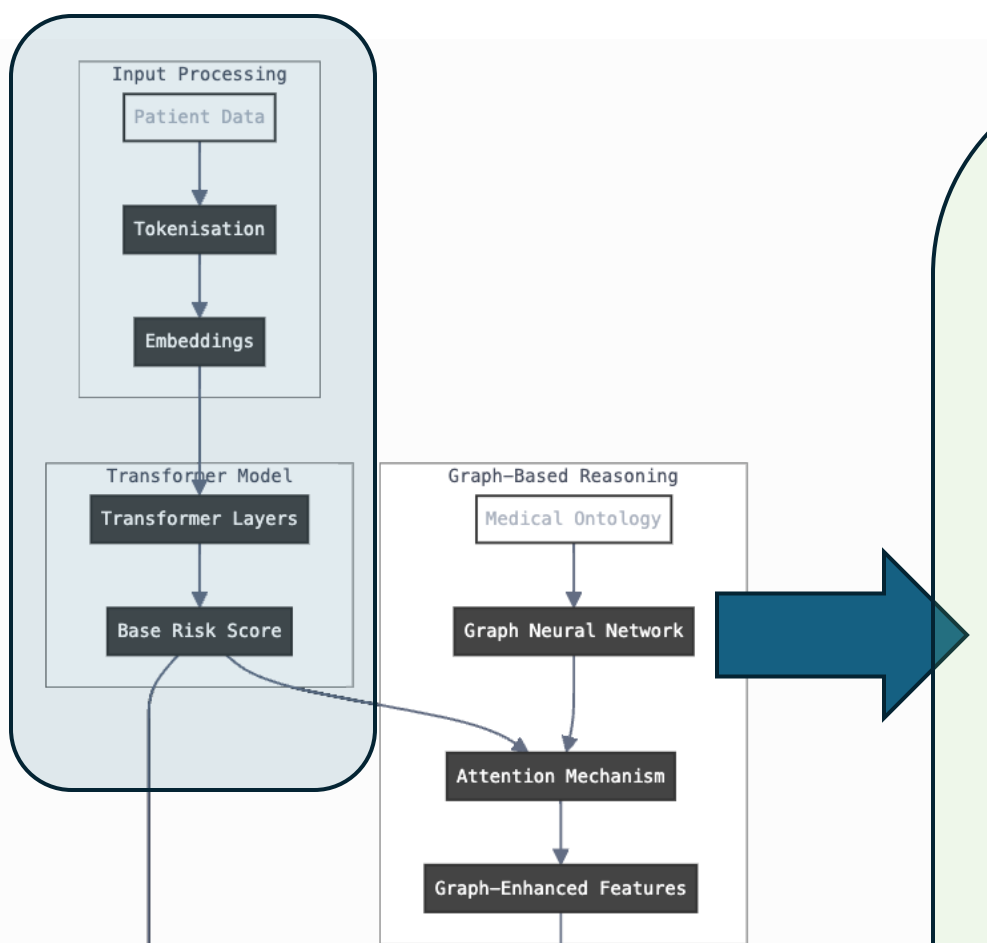 Input Processing
Patient Data
Tokenisation
Embeddings
Transformer Model
Transformer Layers
Base Risk Score
Graph-Based Reasoning
Medical Ontology
Graph Neural Network
Attention Mechanism
Graph-Enhanced Features